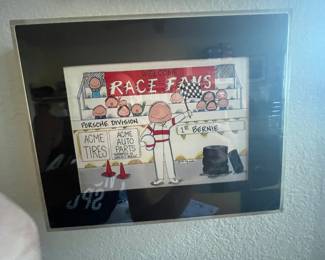 RACE FANS
PORSCHE DIVISION
1ST BERNIE
ACME
TIRES
ACME
AUTO
PARTS